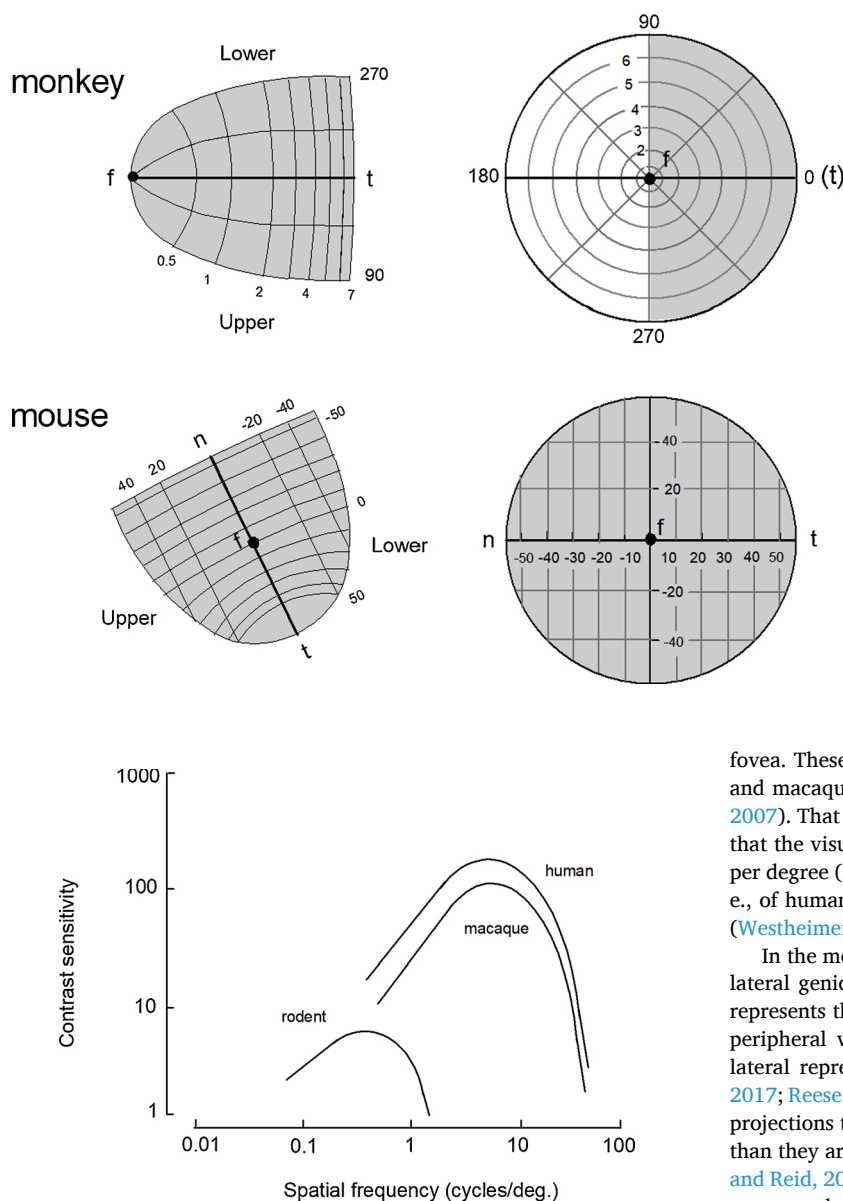 monkey
Lower
270
f
t
0.5
1
2
4
7
90
Upper
90
6
5
4
3
2
f
180
0 (t)
270
mouse
n
-20
-40
-50
40
20
0
f
Lower
50
Upper
t
40
20
f
n
t
-50 -40 -30 -20 -10 10 20 30 40 50
-20
-40
1000
100
10
1
Contrast sensitivity
human
macaque
rodent
0.01 0.1 1 10 100
Spatial frequency (cycles/deg.)
fovea. These
and macaqu
2007). That
that the visu
per degree (
e., of human
(Westheimer
In the mo
lateral genic
represents th
peripheral v
lateral repre
2017; Reese
projections t
than they ar
and Reid, 20